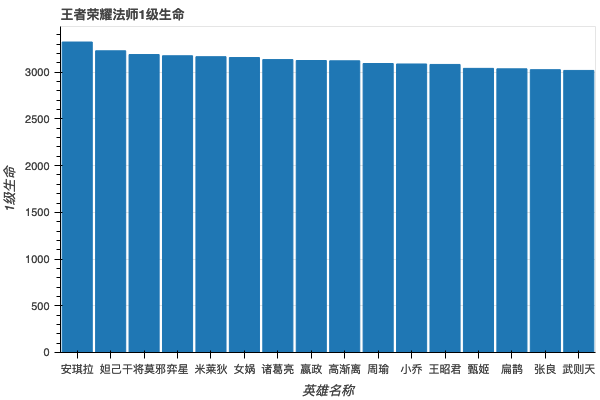 王者荣耀法师1级生命
3000
2500
2000
1500
1000
500
0
1级生命
安琪拉 妲己 干将莫邪 弈星 米莱狄 女娲 诸葛亮 嬴政 高渐离 周瑜 小乔 王昭君 甄姬 扁鹊 张良 武则天
英雄名称